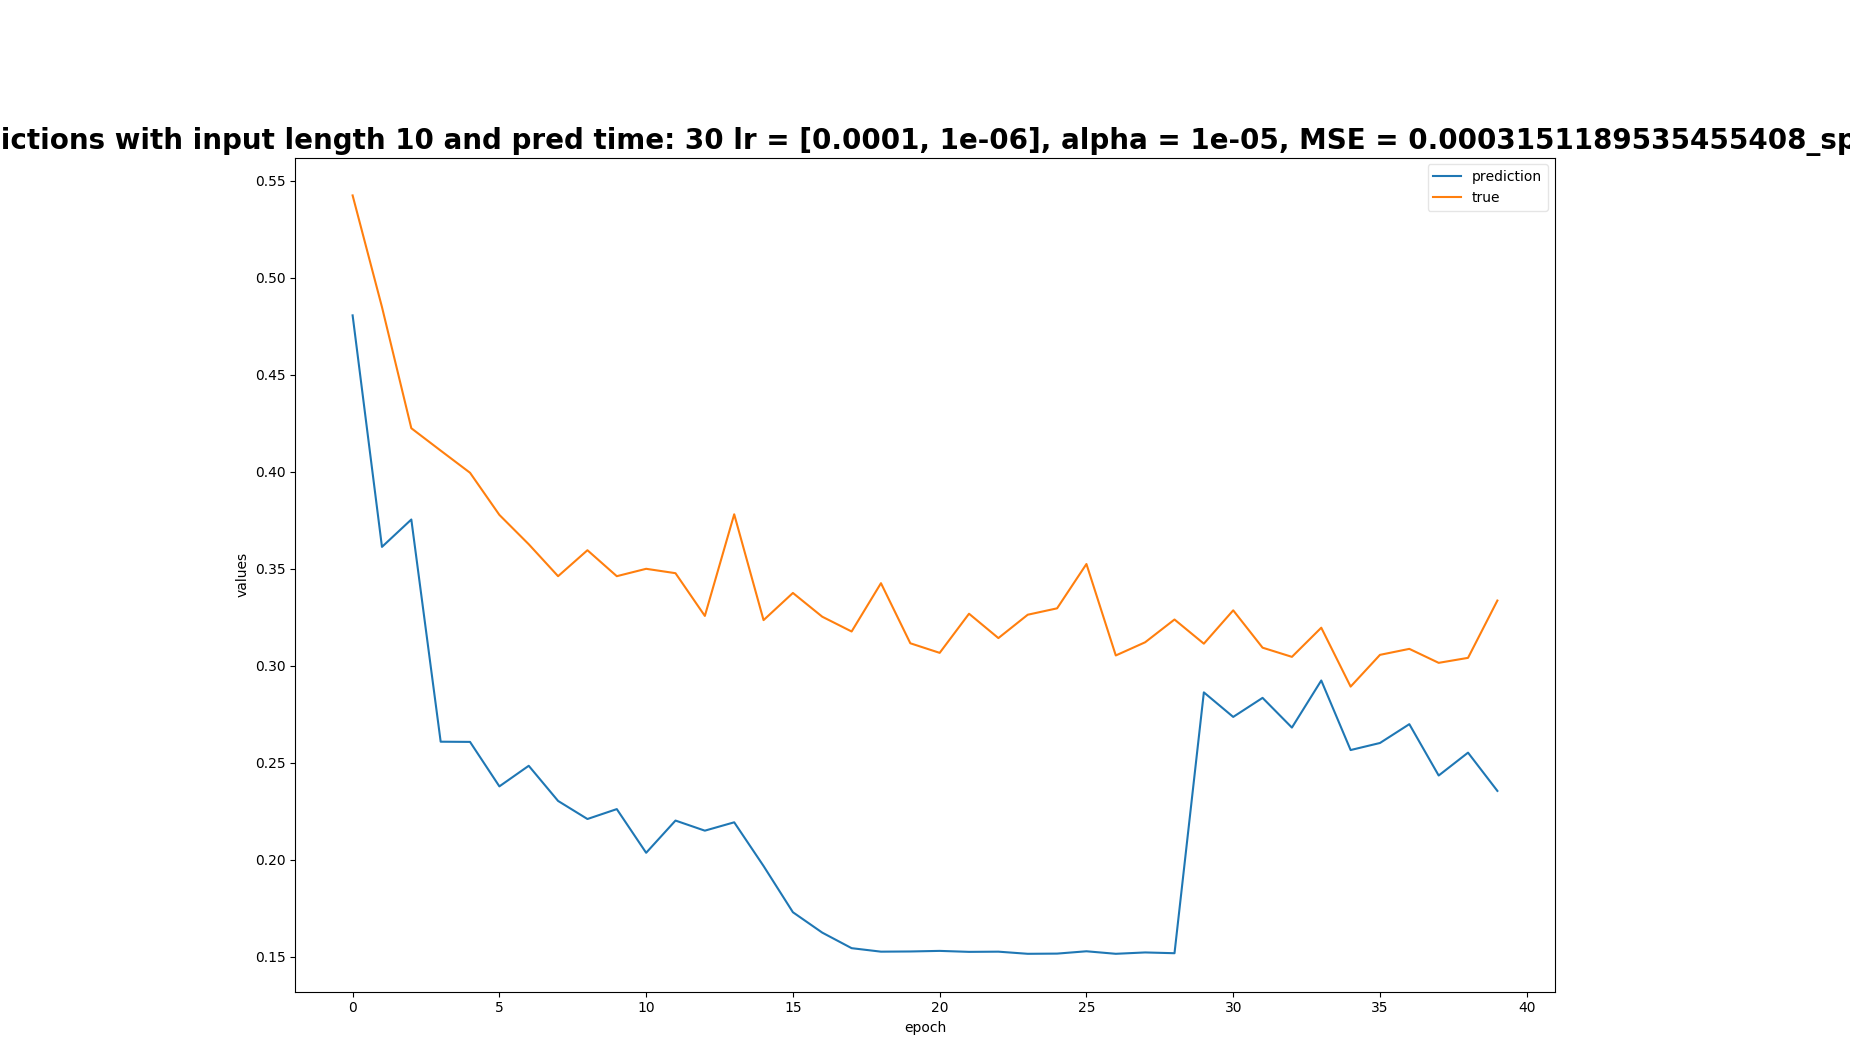 ictions with input length 10 and pred time: 30 lr = [0.0001, 1e-06], alpha = 1e-05, MSE = 0.0003151189535455408_sp
prediction
true
0.55
0.50
0.45
0.40
0.35
0.30
0.25
0.20
0.15
values
0 5 10 15 20 25 30 35 40
epoch